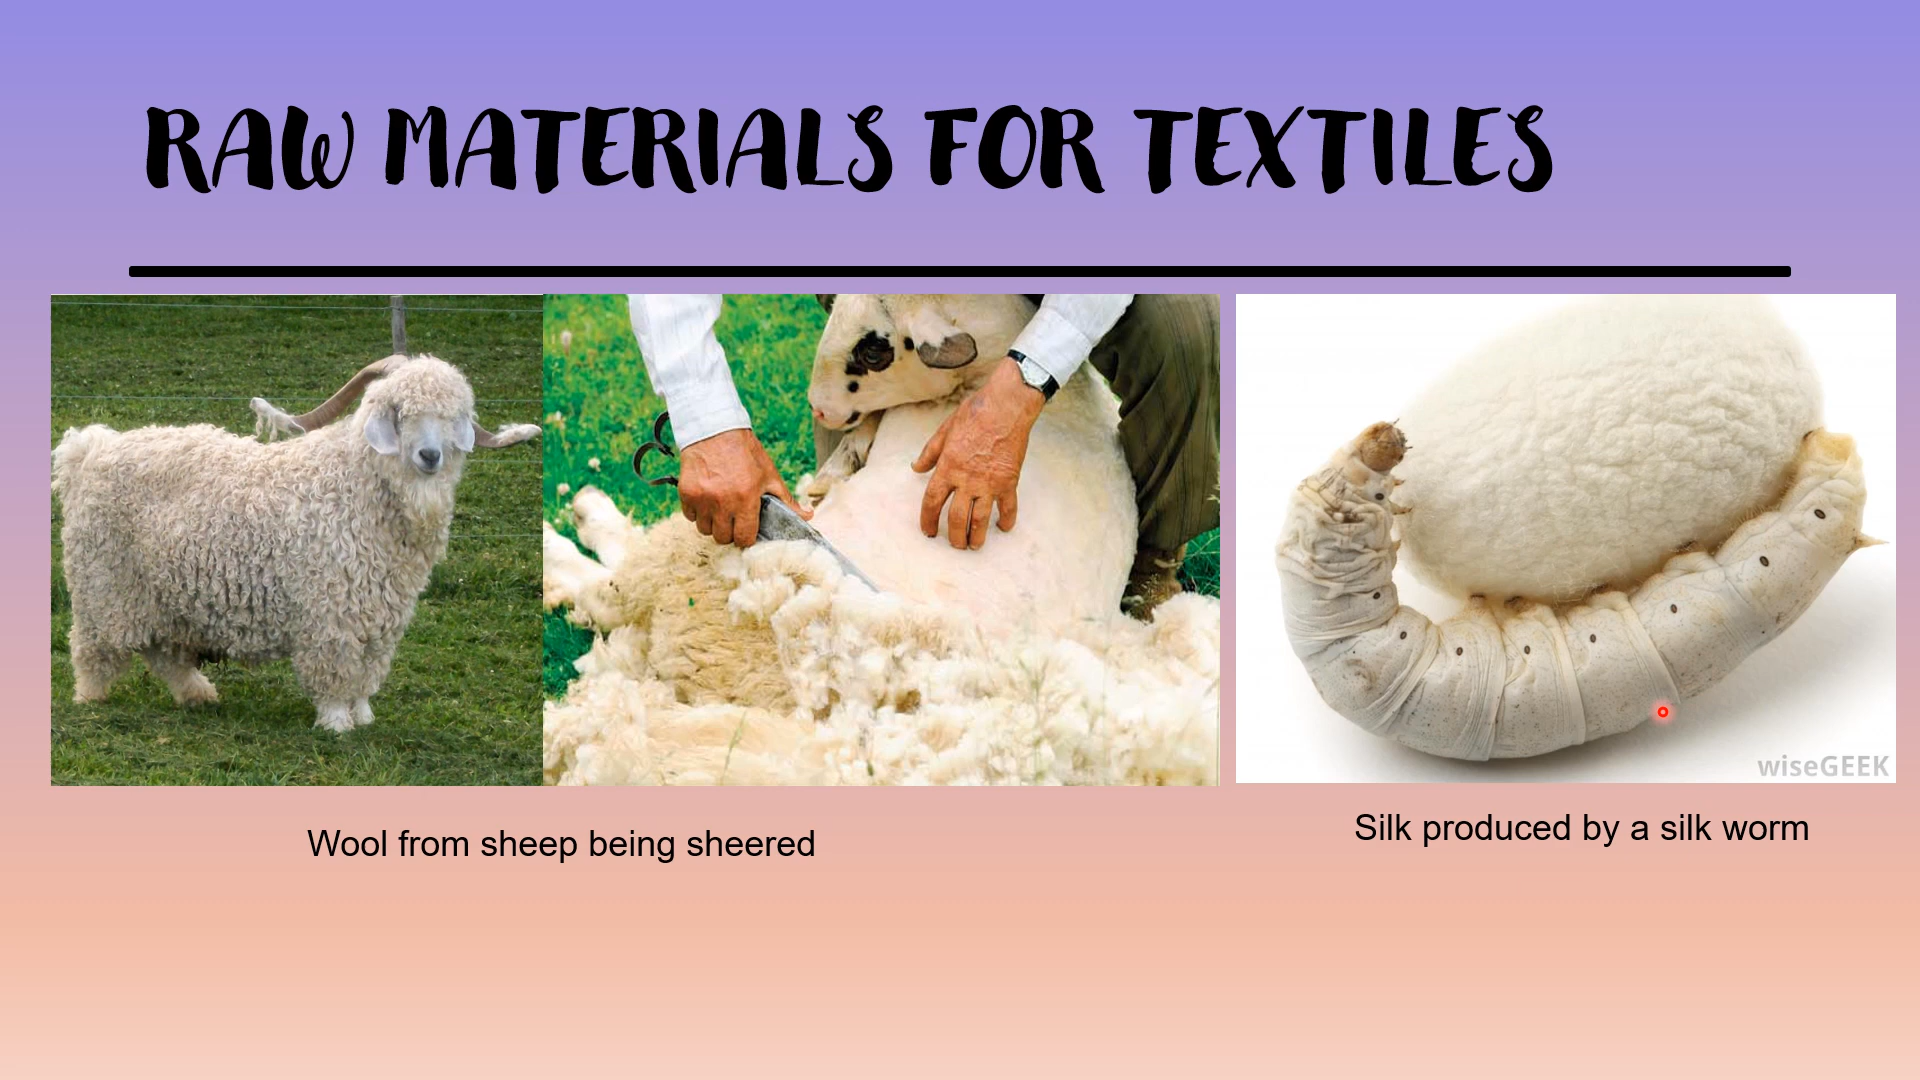 RAW MATERIALS FOR TEXTILES
wiseGEEK
Wool from sheep being sheered
Silk produced by a silk worm